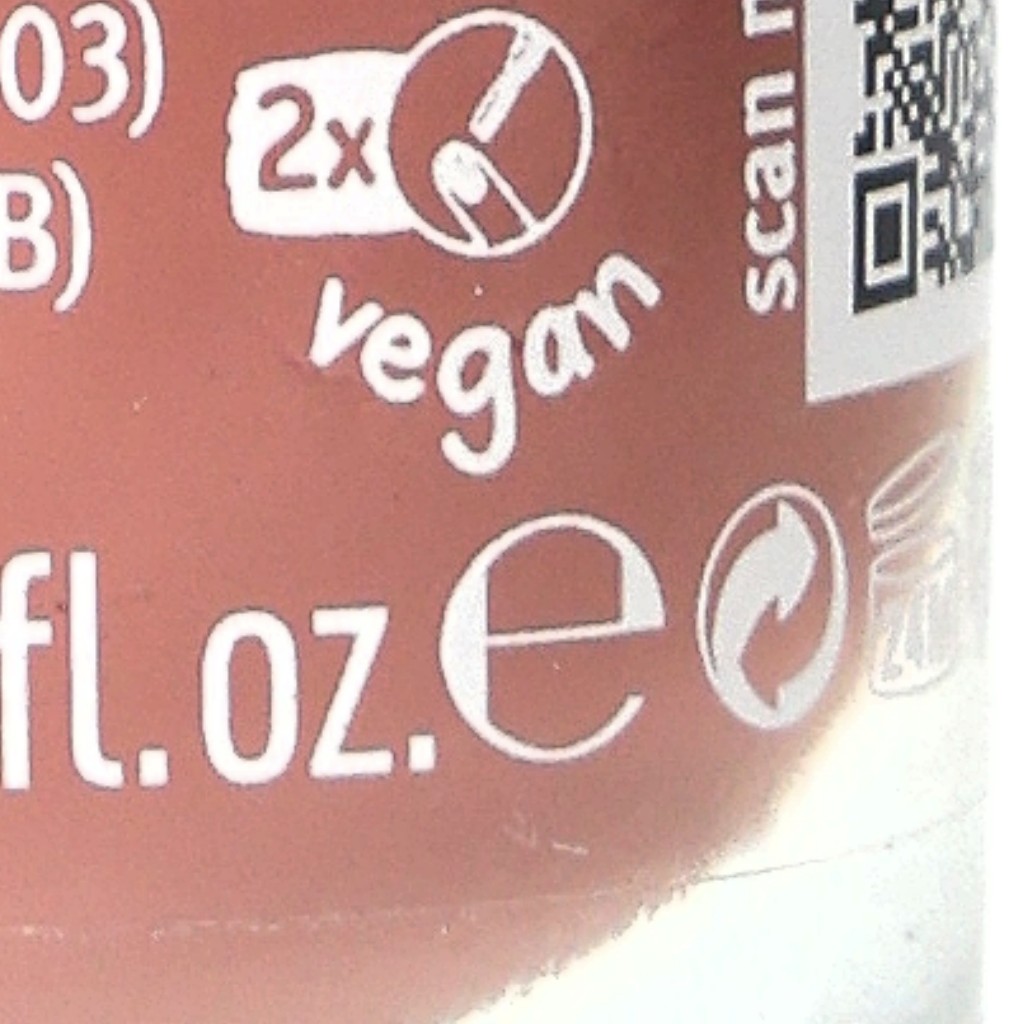 03)
2x
B)
vegan
scan
fl.oz.e